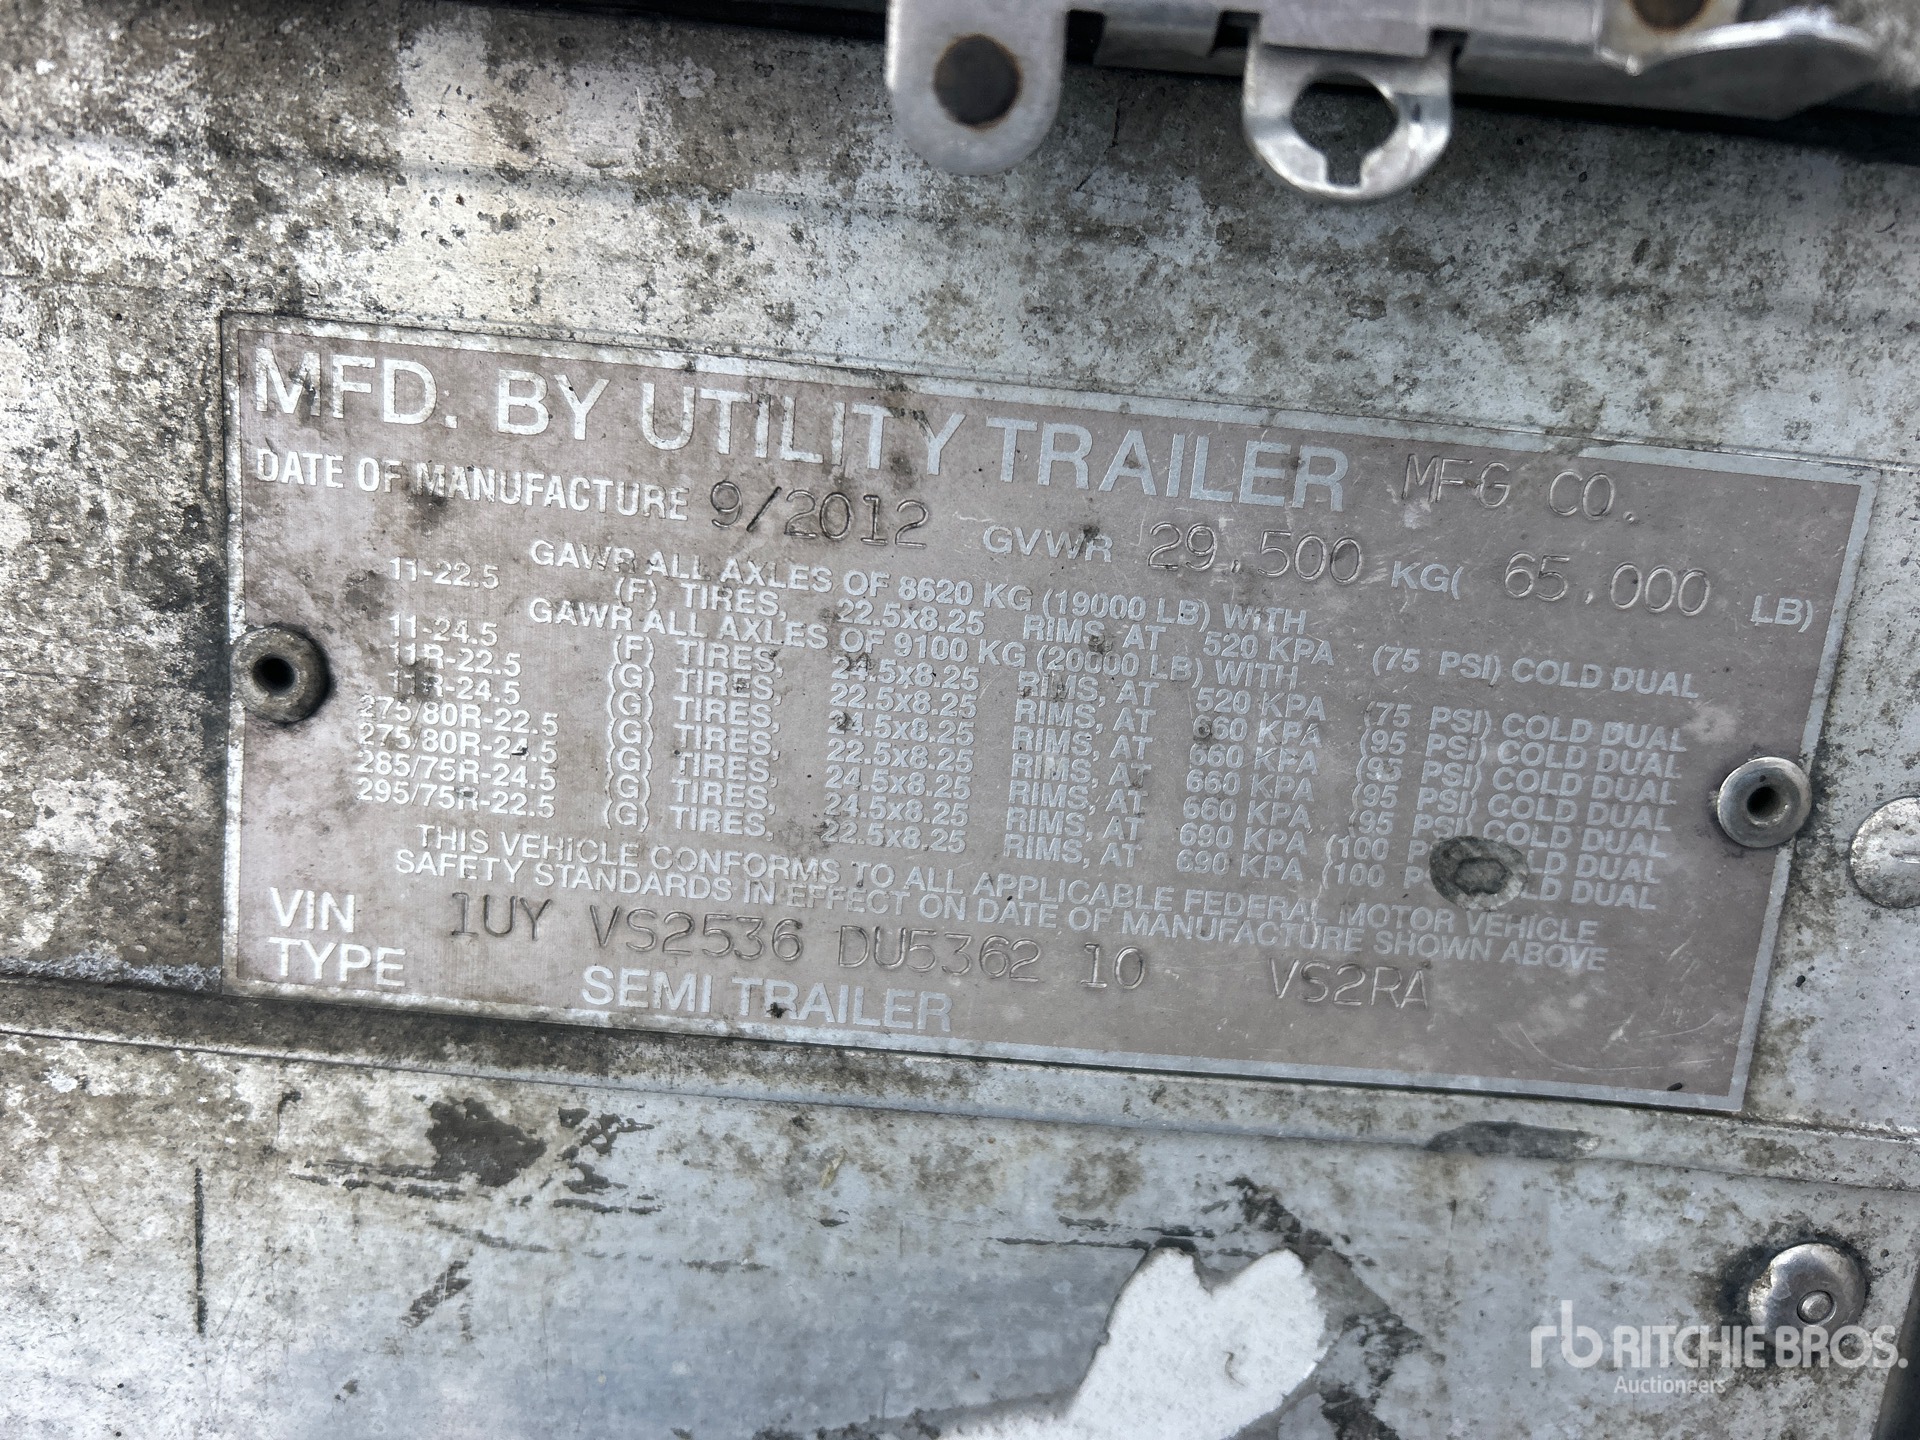 MFD. BY UTILITY TRAILER MFG CO.
DATE OF MANUFACTURE 9/2012 GVWR 29,500 KG( 65,000 LB)
GAWR ALL AXLES OF 8620 KG (19000 LB) WITH
11-22.5 (F) TIRES, 22.5x8.25 RIMS, AT 520 KPA (75 PSI) COLD DUAL
GAWR ALL AXLES OF 9100 KG (20000 LB) WITH
11-24.5 (F) TIRES, 24.5x8.25 RIMS, AT 520 KPA (75 PSI) COLD DUAL
11R-22.5 (G) TIRES, 22.5x8.25 RIMS, AT 660 KPA (95 PSI) COLD DUAL
11R-24.5 (G) TIRES, 24.5x8.25 RIMS, AT 660 KPA (95 PSI) COLD DUAL
275/80R-22.5 (G) TIRES, 22.5x8.25 RIMS, AT 660 KPA (95 PSI) COLD DUAL
275/80R-24.5 (G) TIRES, 24.5x8.25 RIMS, AT 660 KPA (95 PSI) COLD DUAL
285/75R-24.5 (G) TIRES, 24.5x8.25 RIMS, AT 690 KPA (100 COLD DUAL
295/75R-22.5 (G) TIRES, 22.5x8.25 RIMS, AT 690 KPA (100 DUAL
THIS VEHICLE CONFORMS TO ALL APPLICABLE FEDERAL MOTOR VEHICLE
SAFETY STANDARDS IN EFFECT ON DATE OF MANUFACTURE SHOWN ABOVE
VIN 1UY VS2536 DU5362 10 VS2RA
TYPE SEMI TRAILER
rb RITCHIE BROS.
Auctioneers